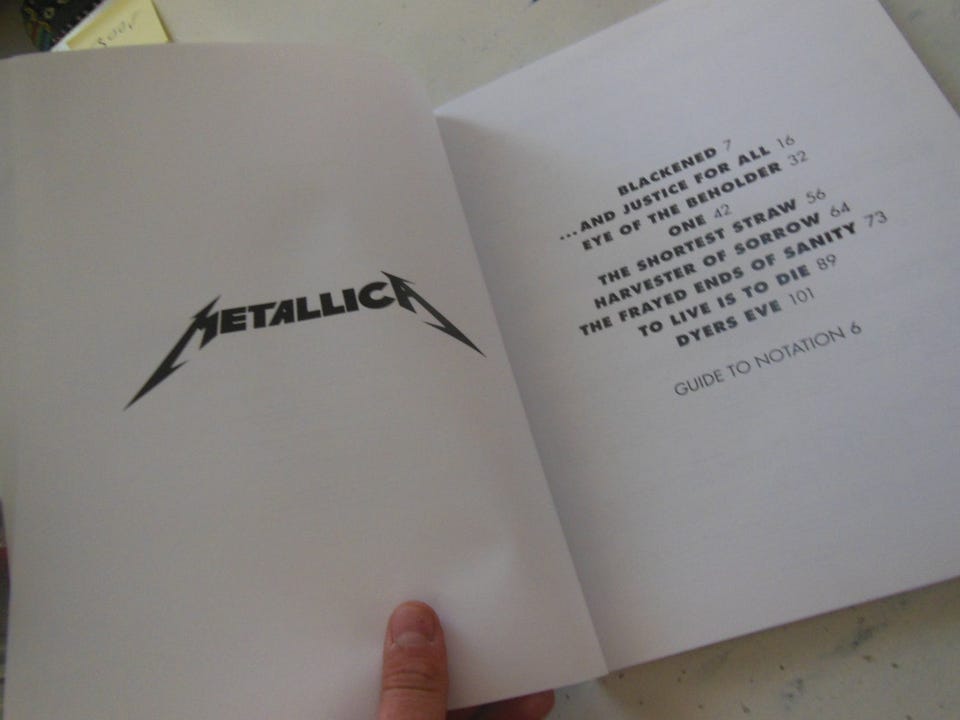 METALLICA
BLACKENED 7
...AND JUSTICE FOR ALL 16
EYE OF THE BEHOLDER 32
ONE 42
THE SHORTEST STRAW 56
HARVESTER OF SORROW 64
THE FRAYED ENDS OF SANITY 73
TO LIVE IS TO DIE 89
DYERS EVE 101
GUIDE TO NOTATION 6